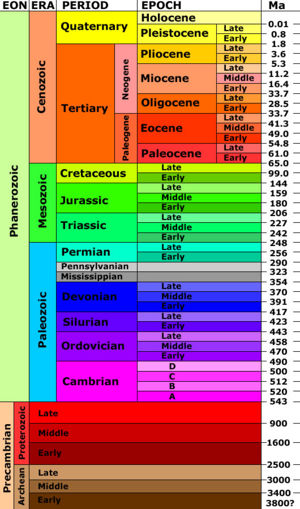 EON ERA PERIOD EPOCH Ma
Phanerozoic
Cenozoic
Quaternary
Holocene
0.01
Pleistocene
Late
0.8
Early
1.8
Tertiary
Neogene
Pliocene
Late
3.6
Early
5.3
Miocene
Late
11.2
Middle
16.4
Early
33.7
Paleogene
Oligocene
Late
28.5
Early
33.7
Eocene
Late
41.3
Middle
49.0
Early
54.8
Paleocene
Late
61.0
Early
65.0
Mesozoic
Cretaceous
Late
99.0
Early
144
Jurassic
Late
159
Middle
180
Early
206
Triassic
Late
227
Middle
242
Early
248
Paleozoic
Permian
Late
256
Early
290
Pennsylvanian
323
Mississippian
354
Devonian
Late
370
Middle
391
Early
417
Silurian
Late
423
Early
443
Ordovician
Late
458
Middle
470
Early
490
Cambrian
D
500
C
512
B
520
A
543
Precambrian
Proterozoic
Late
900
Middle
1600
Early
2500
Archean
Late
3000
Middle
3400
Early
3800?